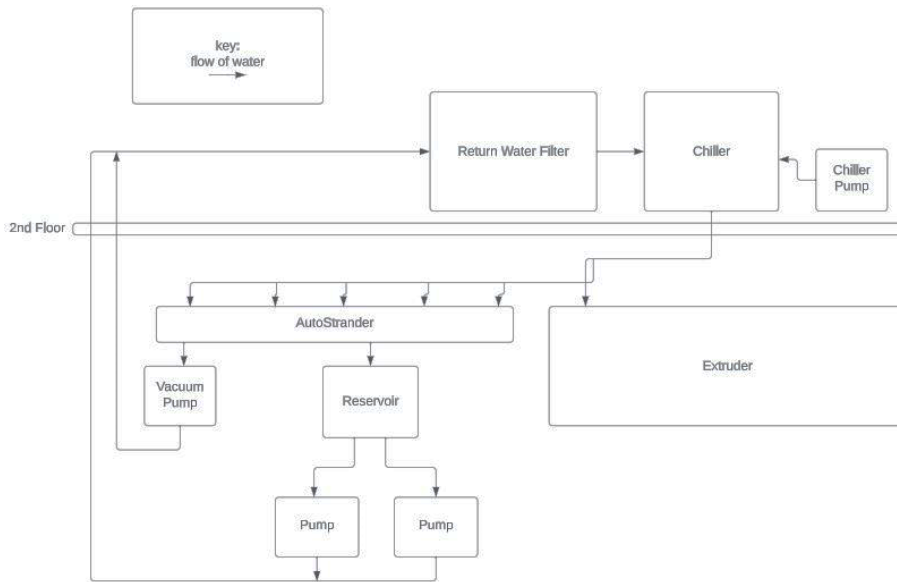 key:
flow of water
Return Water Filter
Chiller
Chiller
Pump
2nd Floor
AutoStrander
Extruder
Vacuum
Pump
Reservoir
Pump
Pump